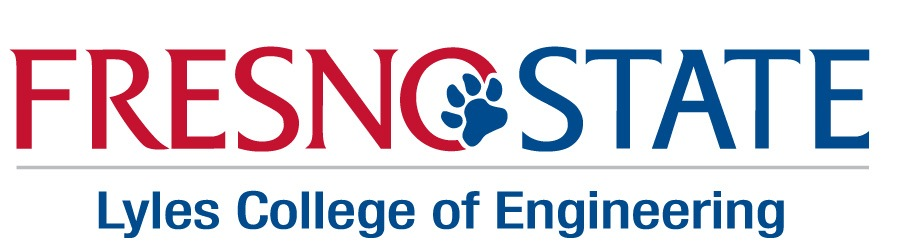 FRESNO STATE
Lyles College of Engineering